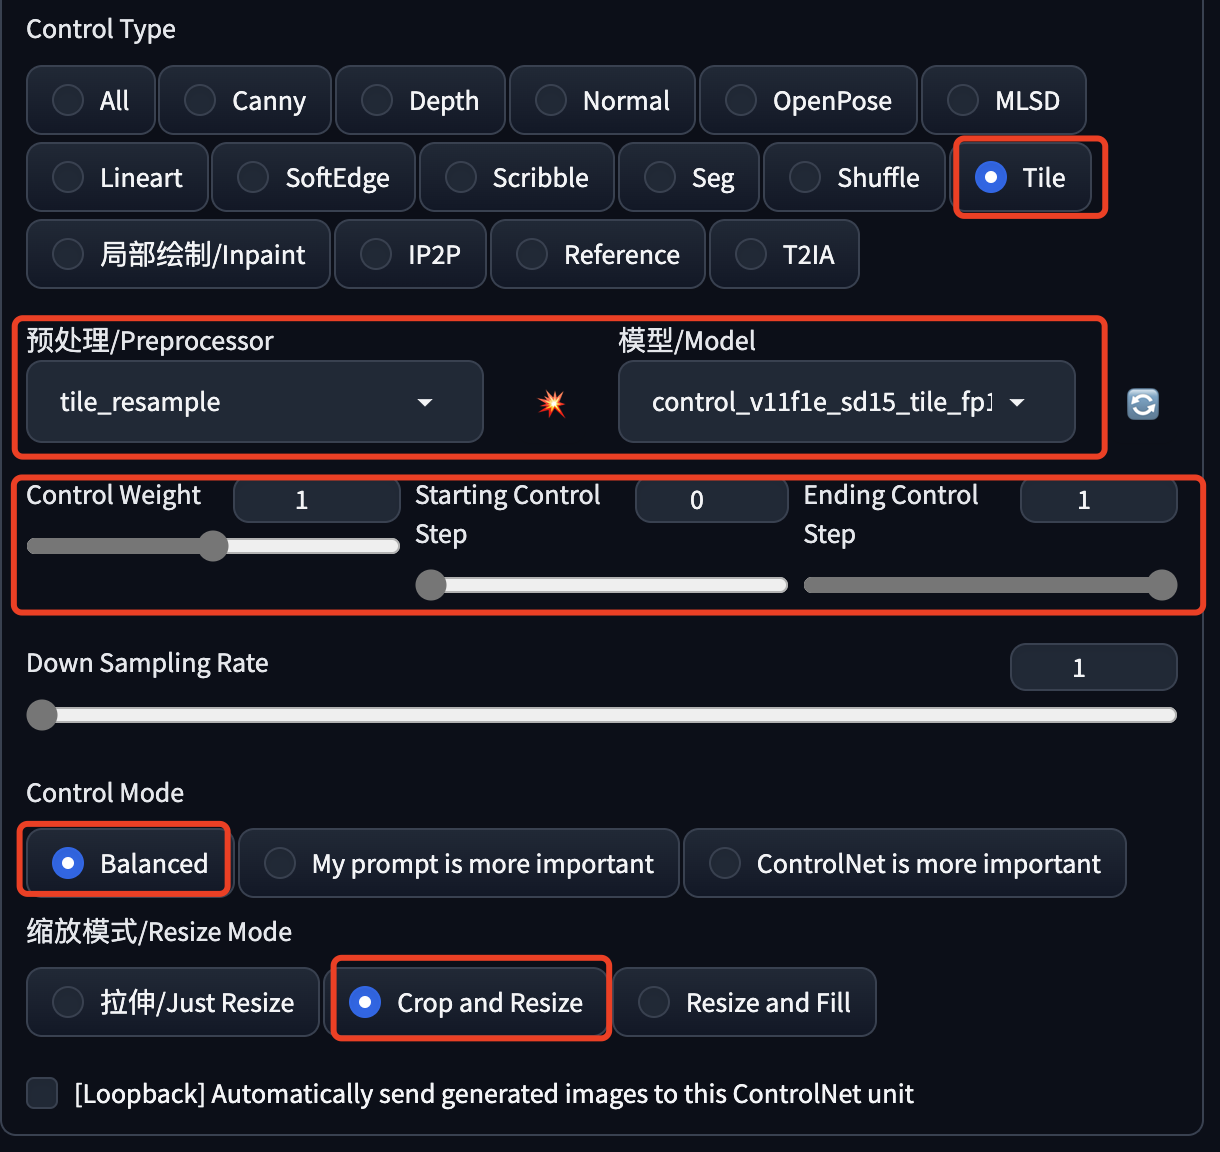 Control Type
All Canny Depth Normal OpenPose MLSD
Lineart SoftEdge Scribble Seg Shuffle Tile
局部绘制/Inpaint IP2P Reference T2IA
预处理/Preprocessor 模型/Model
tile_resample control_v11f1e_sd15_tile_fp1
Control Weight 1 Starting Control Step 0 Ending Control Step 1
Down Sampling Rate 1
Control Mode
Balanced My prompt is more important ControlNet is more important
缩放模式/Resize Mode
拉伸/Just Resize Crop and Resize Resize and Fill
[Loopback] Automatically send generated images to this ControlNet unit